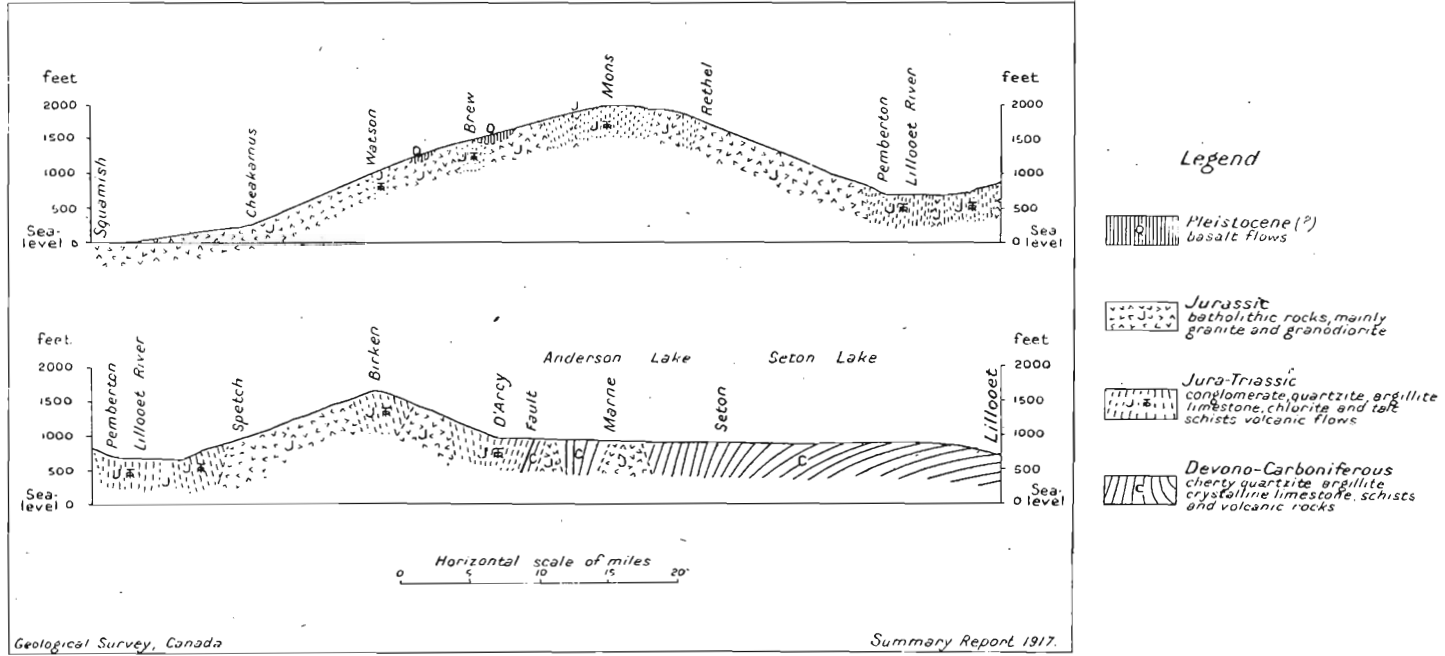 feet
2000
1500
1000
500
Sea-
level 0
Squamish
Cheakamus
Watson
Brew
Mons
Rethel
Pemberton
Lillooet River
feet
2000
1500
1000
500
0 Sea
level
J
J
Q
J
J
Q
J
J
J
J
J
J
J
J
J
feet.
2000
1500
1000
500
Sea-
level 0
Pemberton
Lillooet River
Spetch
Birken
D'Arcy
Fault
Anderson Lake
Marne
Seton
Seton Lake
Lillooet
feet
2000
1500
1000
500
0 Sea-
level
J
J
J
J
J
J
J
C
J
C
J
C
Horizontal scale of miles
0 5 10 15 20
Geological Survey, Canada
Summary Report 1917.
Legend
Q
Pleistocene(?)
basalt flows
J
Jurassic
batholithic rocks, mainly
granite and granodiorite
J
Jura-Triassic
conglomerate, quartzite, argillite
limestone, chlorite and talc
schists volcanic flows
C
Devono-Carboniferous
cherty quartzite argillite
crystalline limestone, schists
and volcanic rocks